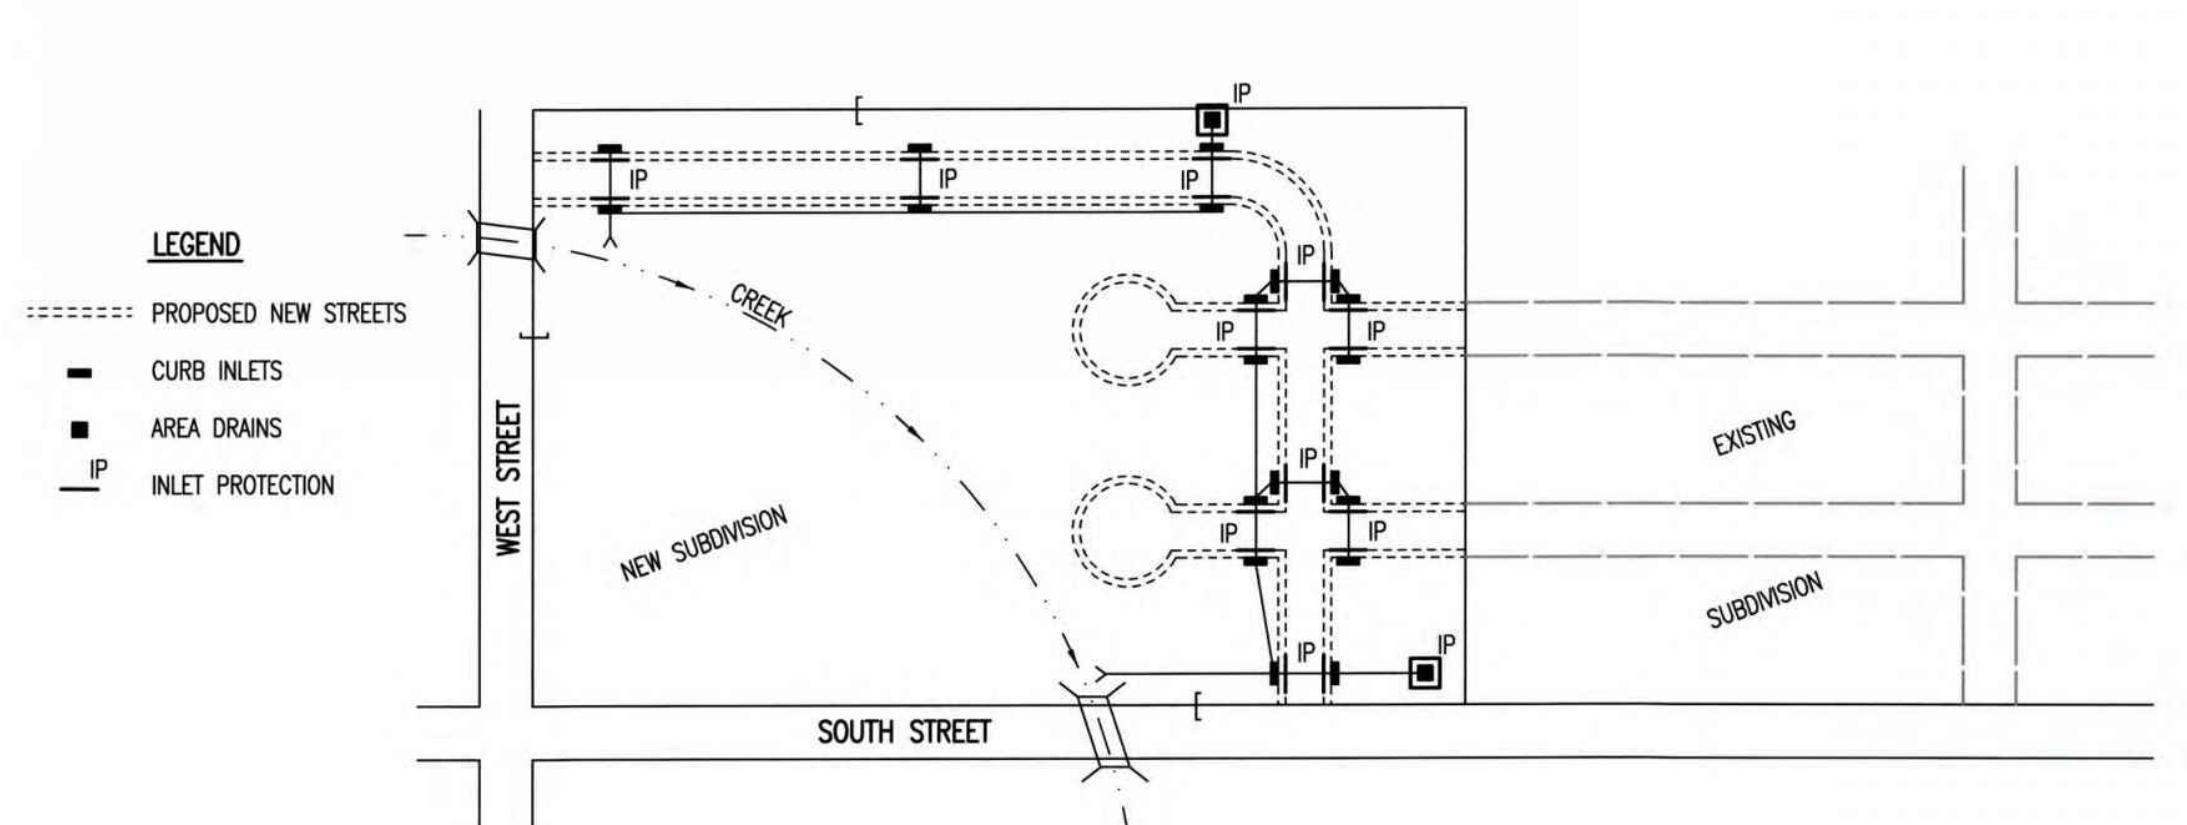 IP
IP
IP
IP
LEGEND
PROPOSED NEW STREETS
CURB INLETS
AREA DRAINS
IP
INLET PROTECTION
CREEK
IP
IP
IP
WEST STREET
NEW SUBDIVISION
EXISTING
IP
IP
IP
SUBDIVISION
IP
IP
SOUTH STREET